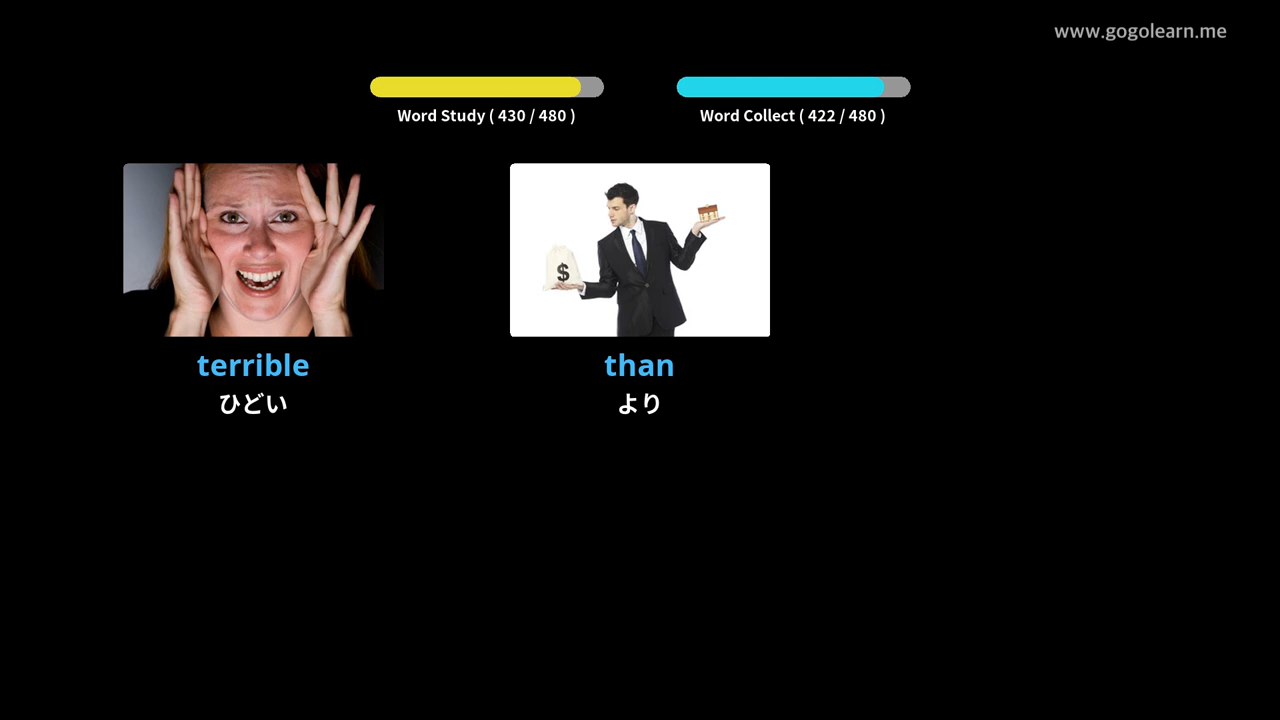 www.gogolearn.me
Word Study ( 430 / 480 )
Word Collect ( 422 / 480 )
$
terrible
ひどい
than
より